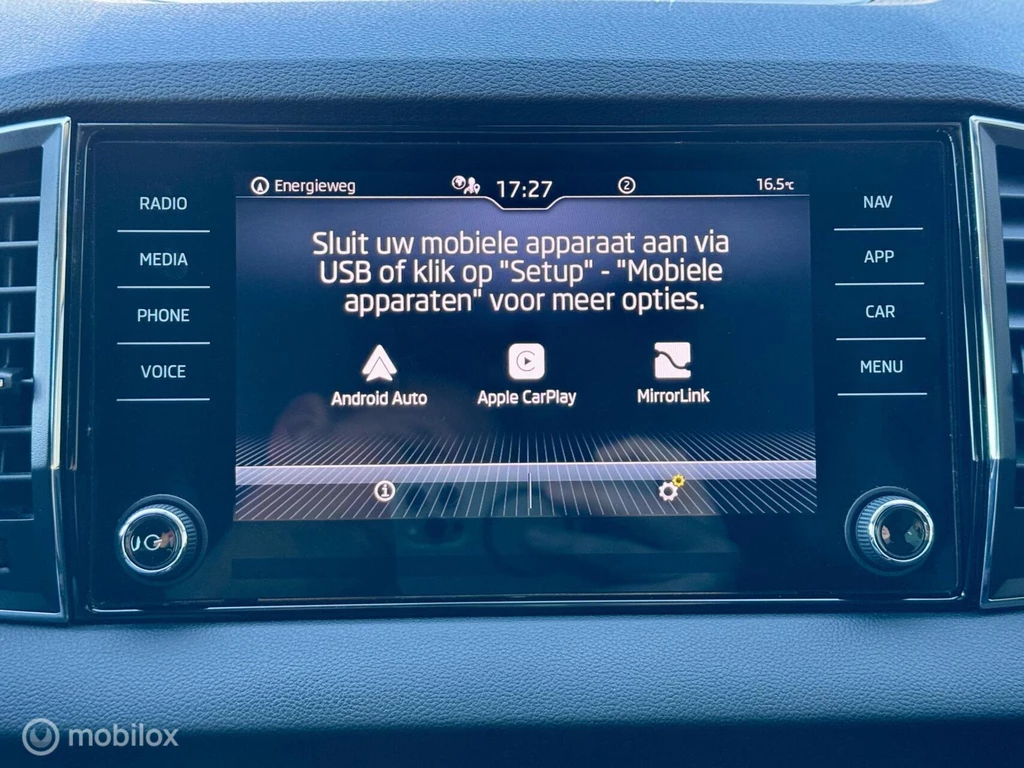 Energieweg 17:27 2 16.5°C
RADIO
MEDIA
PHONE
VOICE
Sluit uw mobiele apparaat aan via
USB of klik op "Setup" - "Mobiele
apparaten" voor meer opties.
Android Auto Apple CarPlay MirrorLink
NAV
APP
CAR
MENU
mobilox